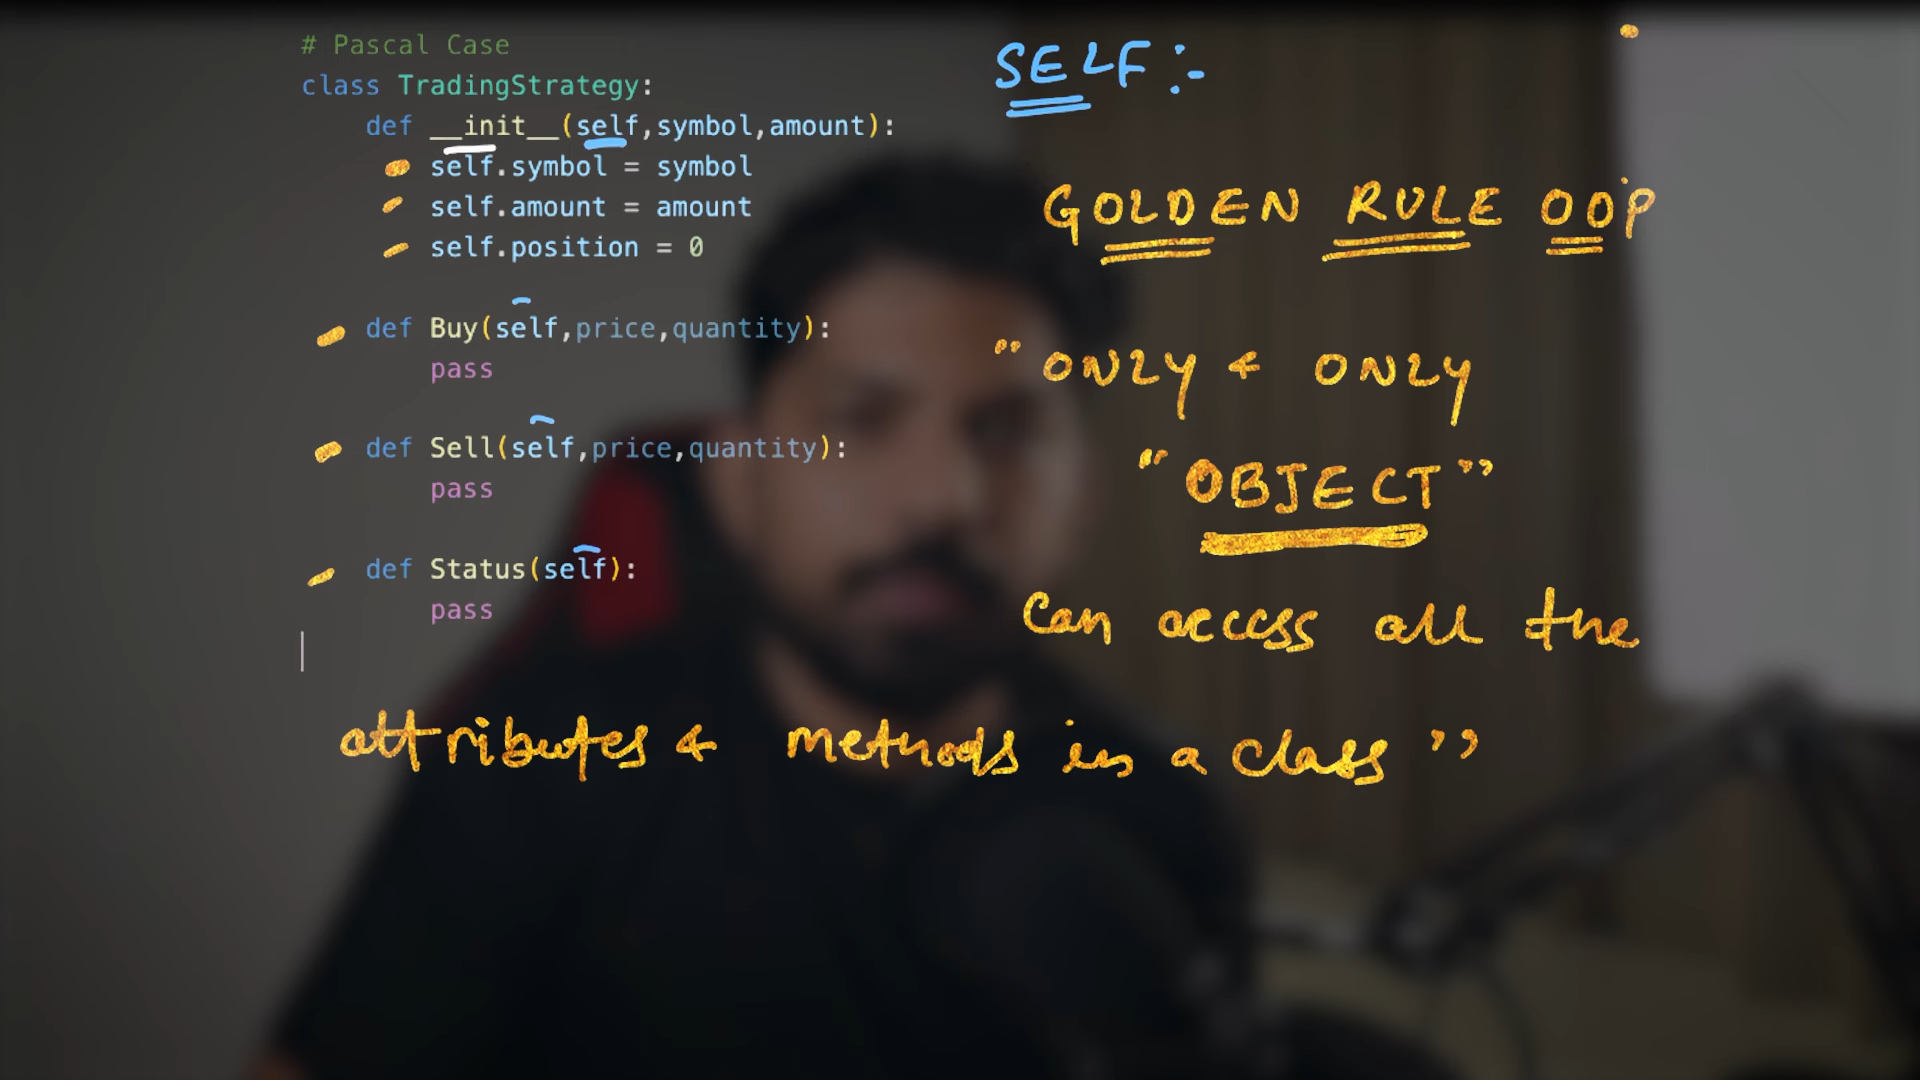 # Pascal Case
class TradingStrategy:
    def __init__(self,symbol,amount):
        self.symbol = symbol
        self.amount = amount
        self.position = 0
    def Buy(self,price,quantity):
        pass
    def Sell(self,price,quantity):
        pass
    def Status(self):
        pass
SELF:-
GOLDEN RULE OOP
"ONLY & ONLY
"OBJECT"
Can access all the
attributes & methods in a class"